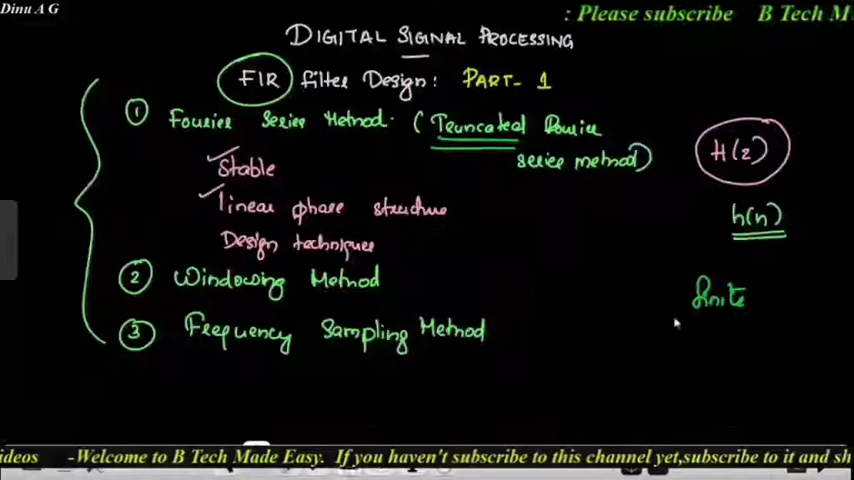 Dinu A G
: Please subscribe B Tech M
DIGITAL SIGNAL PROCESSING
FIR filter Design: PART- 1
① Fourier Series Method. (Truncated Fourier
series method)
Stable
linear phase structure
Design techniques
② Windowing Method
③ Frequency Sampling Method
H(z)
h(n)
finite
ideos -Welcome to B Tech Made Easy. If you haven't subscribe to this channel yet,subscribe to it and sh